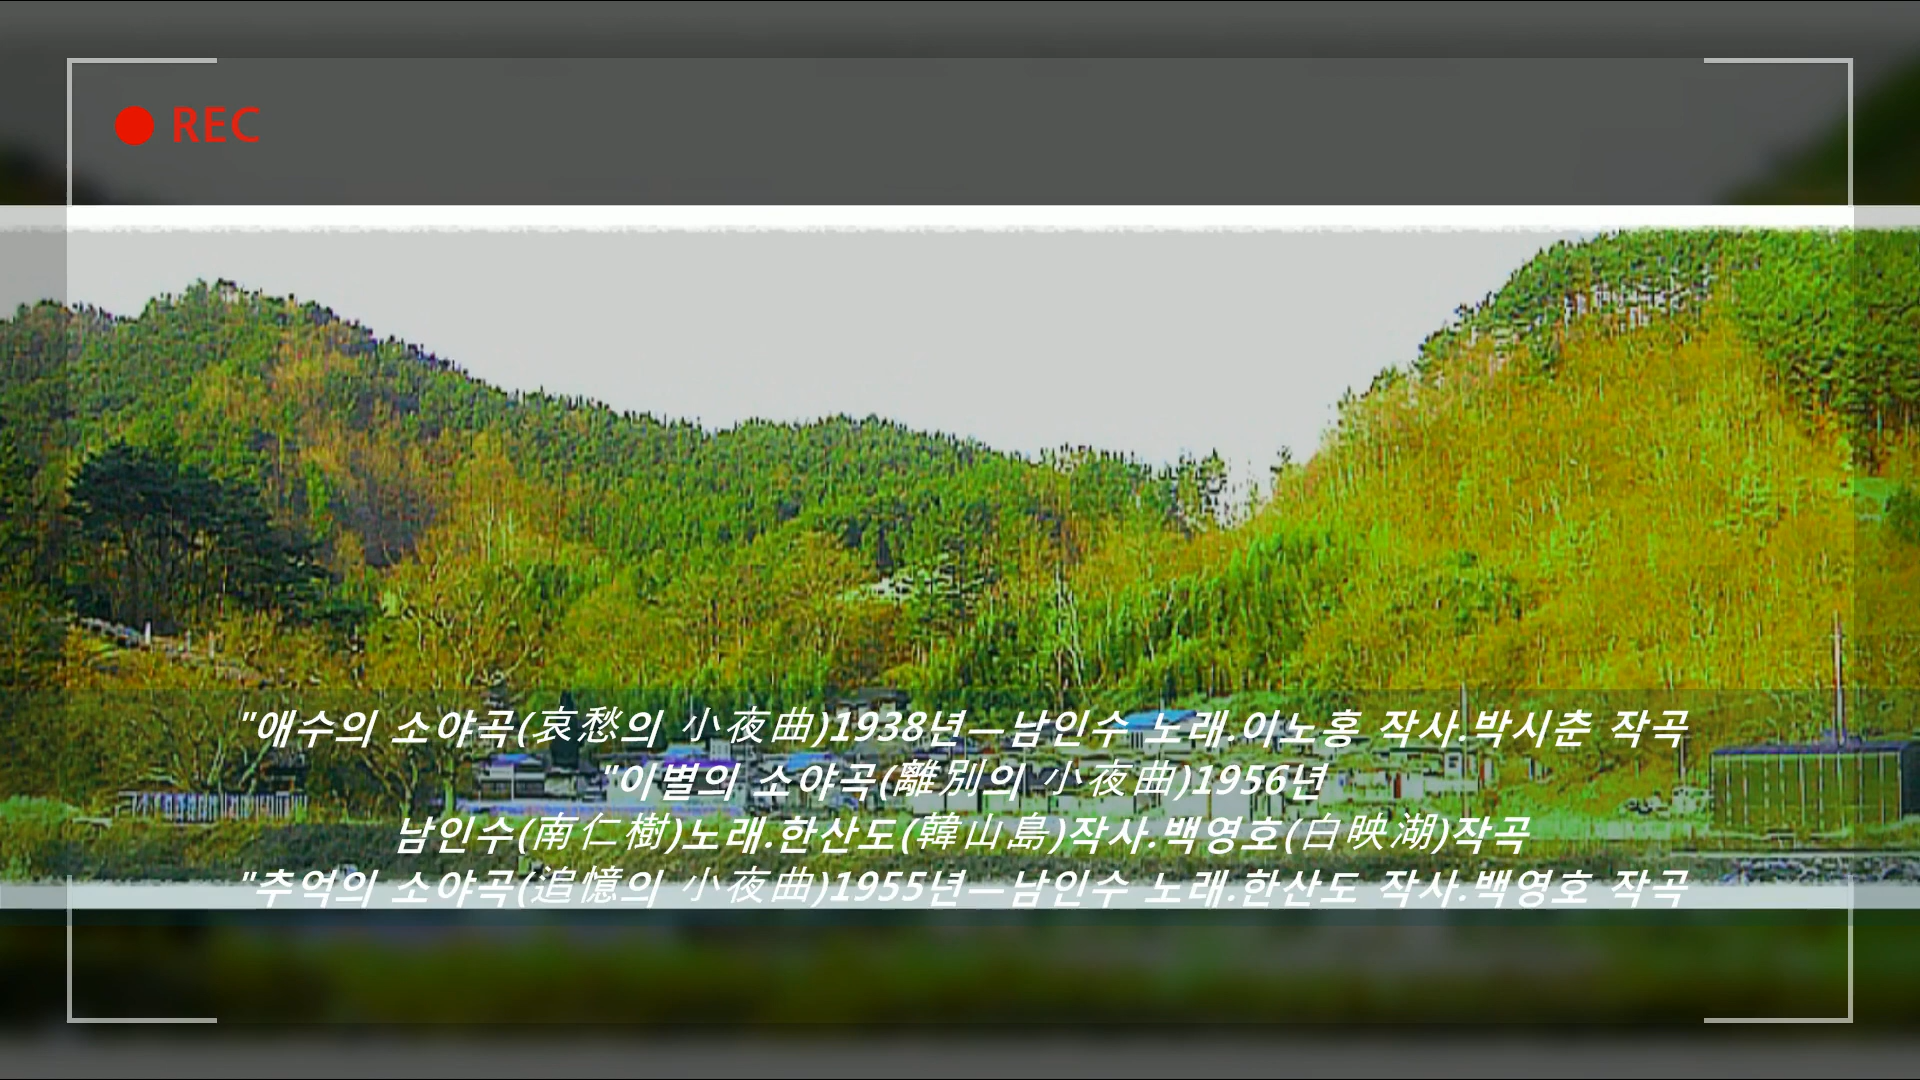 REC
"애수의 소야곡(哀愁의 小夜曲)1938년—남인수 노래.이노홍 작사.박시춘 작곡
"이별의 소야곡(離別의 小夜曲)1956년
남인수(南仁樹)노래.한산도(韓山島)작사.백영호(白映湖)작곡
"추억의 소야곡(追憶의 小夜曲)1955년—남인수 노래.한산도 작사.백영호 작곡